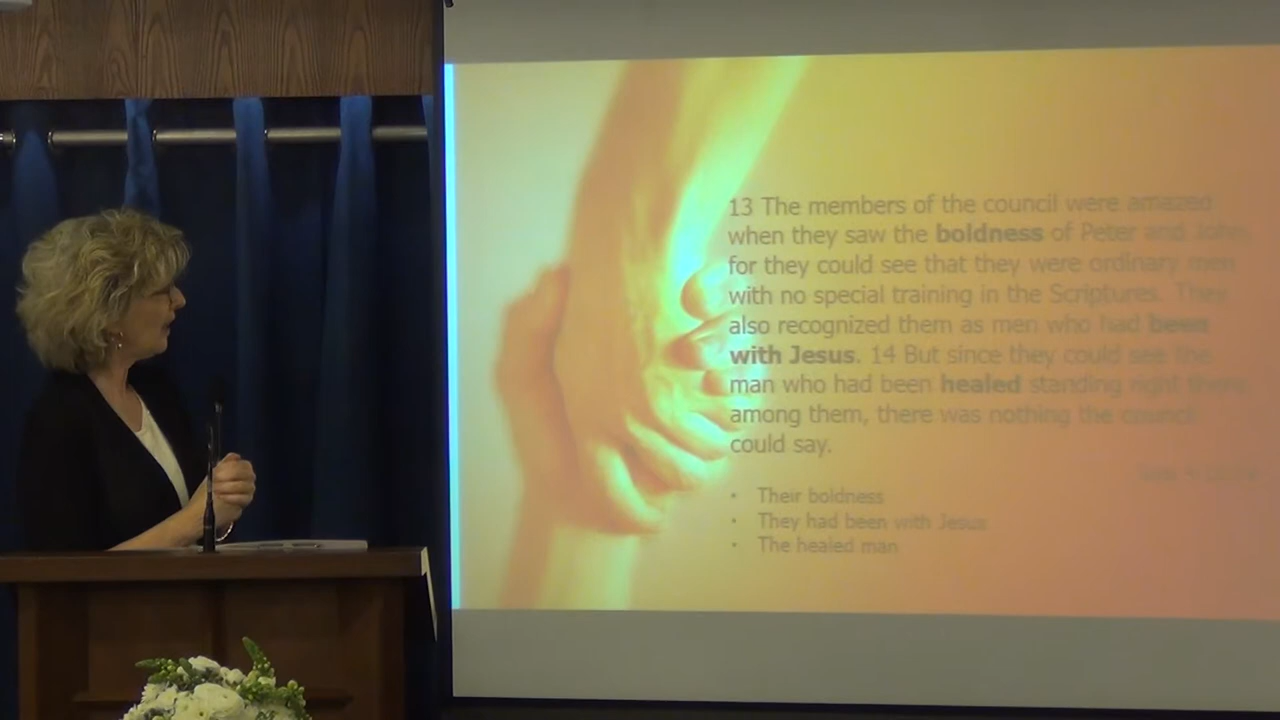 13 The members of the council were amazed
when they saw the boldness of Peter and John,
for they could see that they were ordinary men
with no special training in the Scriptures. They
also recognized them as men who had been
with Jesus. 14 But since they could see the
man who had been healed standing right there
among them, there was nothing the council
could say.
• Their boldness
• They had been with Jesus
• The healed man